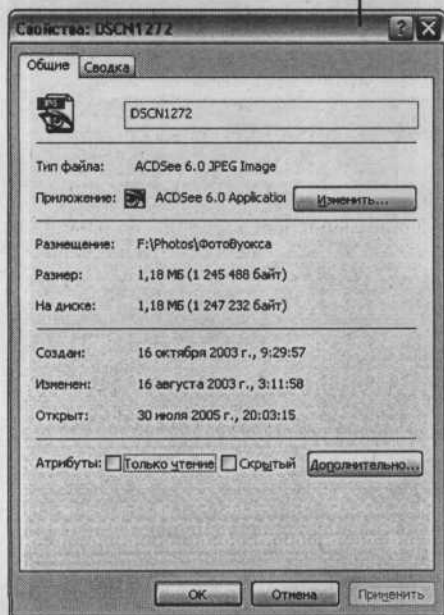 Свойства: DSCN1272
Общие Сводка
JPG
DSCN1272
Тип файла: ACDSee 6.0 JPEG Image
Приложение: ACDSee 6.0 Application Изменить...
Размещение: F:\Photos\ФотоВуокса
Размер: 1,18 МБ (1 245 488 байт)
На диске: 1,18 МБ (1 247 232 байт)
Создан: 16 октября 2003 г., 9:29:57
Изменен: 16 августа 2003 г., 3:11:58
Открыт: 30 июля 2005 г., 20:03:15
Атрибуты: Только чтение Скрытый Дополнительно...
OK Отмена Применить